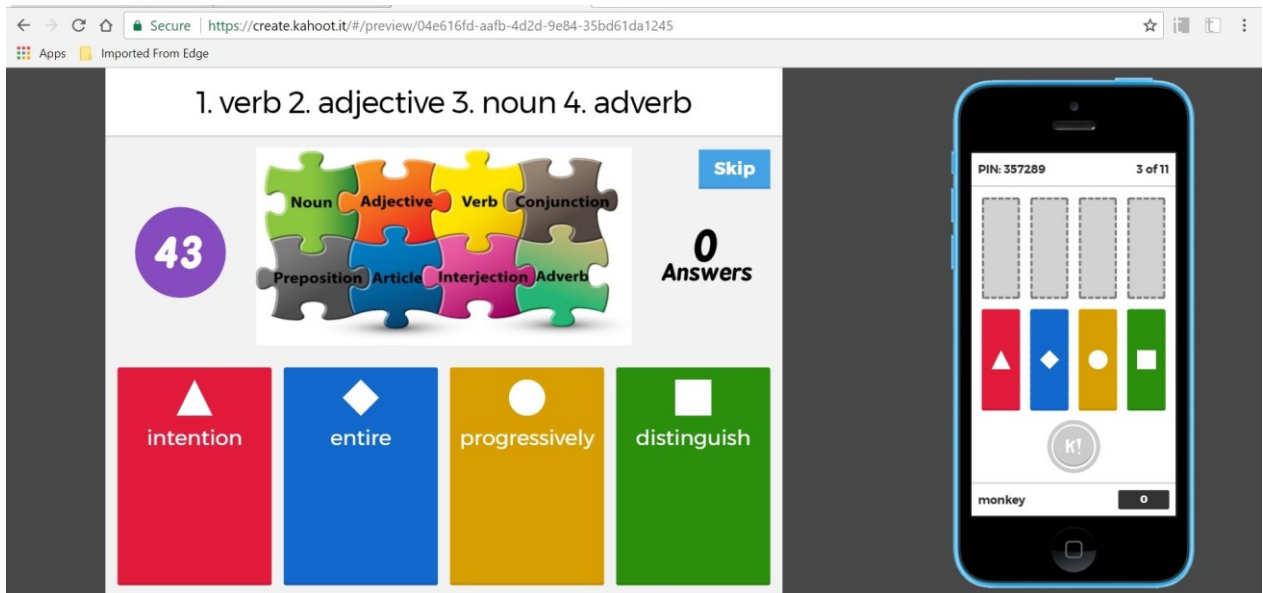 Secure https://create.kahoot.it/#/preview/04e616fd-aafb-4d2d-9e84-35bd61da1245
Apps Imported From Edge
1. verb 2. adjective 3. noun 4. adverb
Skip
43
Noun Adjective Verb Conjunction
Preposition Article Interjection Adverb
0
Answers
intention entire progressively distinguish
PIN: 357289 3 of 11
K!
monkey 0